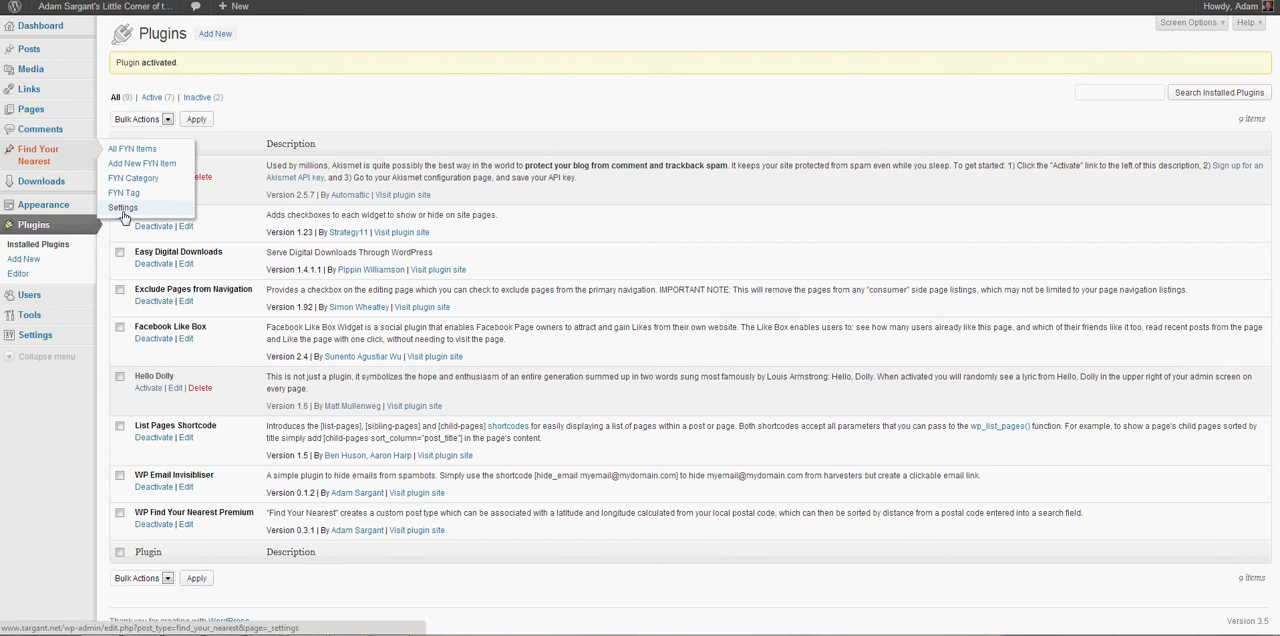 Adam Sargant's Little Corner of t... + New Howdy, Adam
Dashboard
Posts
Media
Links
Pages
Comments
Find Your
Nearest
Downloads
Appearance
Plugins
Installed Plugins
Add New
Editor
Users
Tools
Settings
Collapse menu
All FYN Items
Add New FYN Item
FYN Category
FYN Tag
Settings
Screen Options Help
Plugins Add New
Plugin activated.
All (9) | Active (7) | Inactive (2)
Search Installed Plugins
Bulk Actions Apply 9 items
Description
Used by millions, Akismet is quite possibly the best way in the world to protect your blog from comment and trackback spam. It keeps your site protected from spam even while you sleep. To get started: 1) Click the "Activate" link to the left of this description, 2) Sign up for an
Akismet API key, and 3) Go to your Akismet configuration page, and save your API key.
Version 2.5.7 | By Automattic | Visit plugin site
Adds checkboxes to each widget to show or hide on site pages.
Deactivate | Edit
Version 1.23 | By Strategy11 | Visit plugin site
Easy Digital Downloads Serve Digital Downloads Through WordPress
Deactivate | Edit Version 1.4.1.1 | By Pippin Williamson | Visit plugin site
Exclude Pages from Navigation Provides a checkbox on the editing page which you can check to exclude pages from the primary navigation. IMPORTANT NOTE: This will remove the pages from any "consumer" side page listings, which may not be limited to your page navigation listings.
Deactivate | Edit Version 1.92 | By Simon Wheatley | Visit plugin site
Facebook Like Box Facebook Like Box Widget is a social plugin that enables Facebook Page owners to attract and gain Likes from their own website. The Like Box enables users to: see how many users already like this page, and which of their friends like it too, read recent posts from the page
Deactivate | Edit and Like the page with one click, without needing to visit the page.
Version 2.4 | By Sunento Agustiar Wu | Visit plugin site
Hello Dolly This is not just a plugin, it symbolizes the hope and enthusiasm of an entire generation summed up in two words sung most famously by Louis Armstrong: Hello, Dolly. When activated you will randomly see a lyric from Hello, Dolly in the upper right of your admin screen on
Activate | Edit | Delete every page.
Version 1.6 | By Matt Mullenweg | Visit plugin site
List Pages Shortcode Introduces the [list-pages], [sibling-pages] and [child-pages] shortcodes for easily displaying a list of pages within a post or page. Both shortcodes accept all parameters that you can pass to the wp_list_pages() function. For example, to show a page's child pages sorted by
Deactivate | Edit title simply add [child-pages sort_column="post_title"] in the page's content.
Version 1.5 | By Ben Huson, Aaron Harp | Visit plugin site
WP Email Invisibliser A simple plugin to hide emails from spambots. Simply use the shortcode [hide_email myemail@mydomain.com] to hide myemail@mydomain.com from harvesters but create a clickable email link.
Deactivate | Edit Version 0.1.2 | By Adam Sargant | Visit plugin site
WP Find Your Nearest Premium "Find Your Nearest" creates a custom post type which can be associated with a latitude and longitude calculated from your local postal code, which can then be sorted by distance from a postal code entered into a search field.
Deactivate | Edit Version 0.3.1 | By Adam Sargant | Visit plugin site
Plugin Description
Bulk Actions Apply 9 items
Thank you for creating with WordPress. Version 3.5
www.sargant.net/wp-admin/edit.php?post_type=find_your_nearest&page=_settings